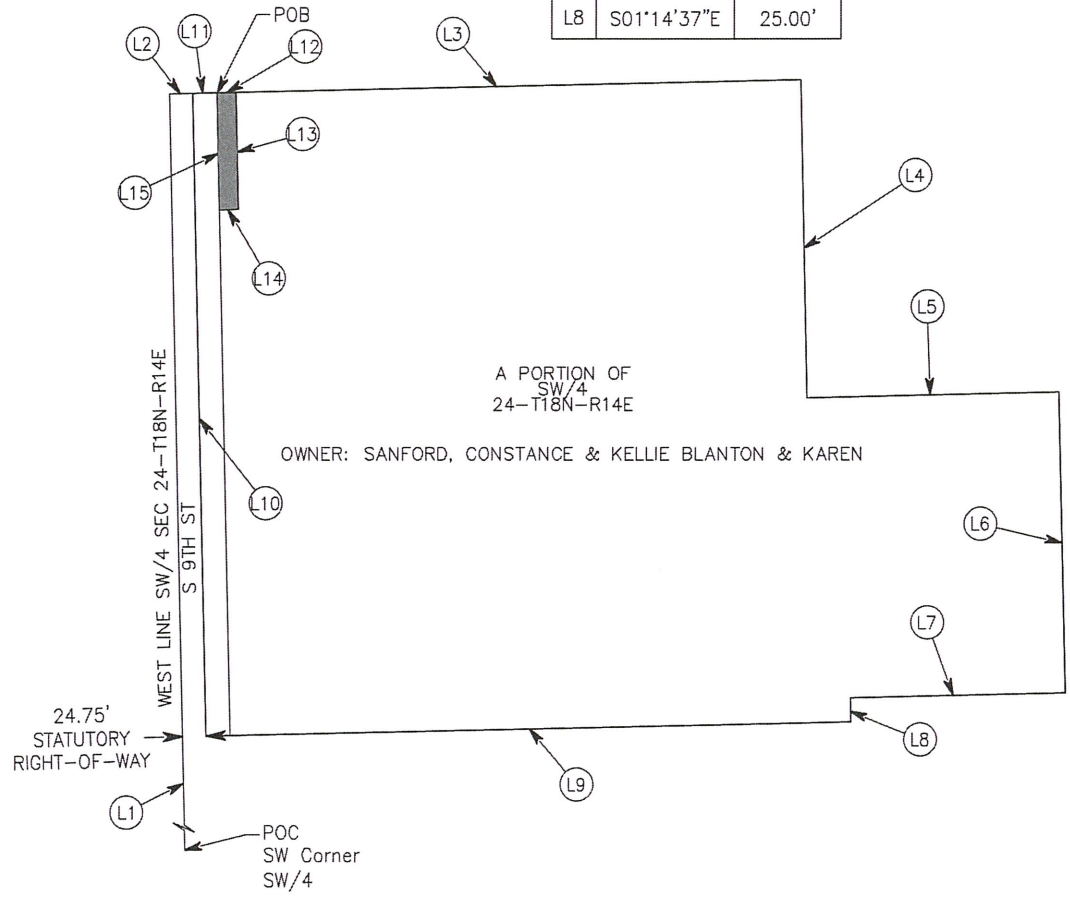 L8 S01°14'37"E 25.00'
POB
L11
L2
L12
L3
L13
L15
L4
L14
L5
A PORTION OF
SW/4
24-T18N-R14E
OWNER: SANFORD, CONSTANCE & KELLIE BLANTON & KAREN
WEST LINE SW/4 SEC 24-T18N-R14E
S 9TH ST
L10
L6
L7
24.75'
STATUTORY
RIGHT-OF-WAY
L8
L9
L1
POC
SW Corner
SW/4